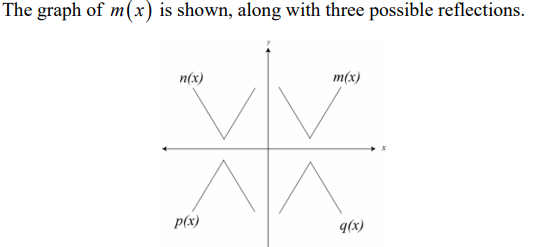 The graph of m(x) is shown, along with three possible reflections.
y
n(x) m(x)
x
p(x) q(x)